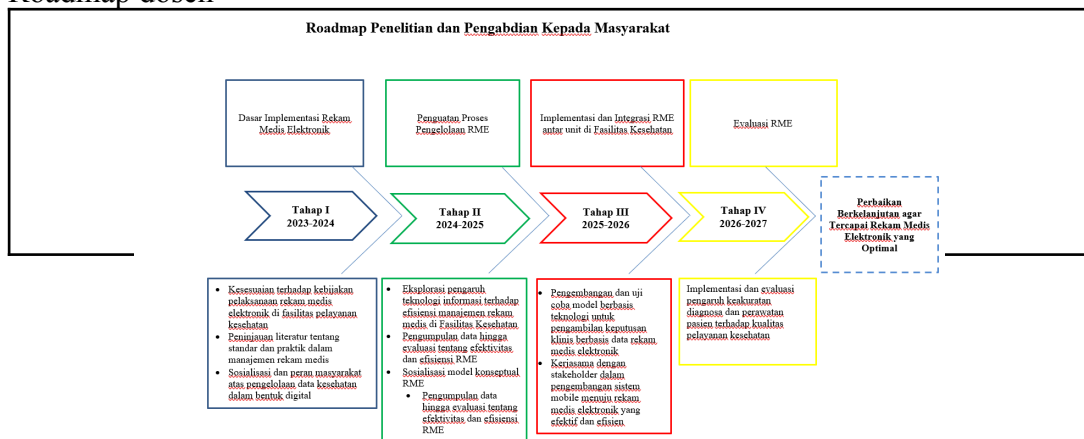 Roadmap dosen
Roadmap Penelitian dan Pengabdian Kepada Masyarakat
Dasar Implementasi Rekam
Medis Elektronik
Penguatan Proses
Pengelolaan RME
Implementasi dan Integrasi RME
antar unit di Fasilitas Kesehatan
Evaluasi RME
Tahap I
2023-2024
Tahap II
2024-2025
Tahap III
2025-2026
Tahap IV
2026-2027
Perbaikan
Berkelanjutan agar
Tercapai Rekam Medis
Elektronik yang
Optimal
• Kesesuaian terhadap kebijakan
pelaksanaan rekam medis
elektronik di fasilitas pelayanan
kesehatan
• Peninjauan literatur tentang
standar dan praktik dalam
manajemen rekam medis
• Sosialisasi dan peran masyarakat
atas pengelolaan data kesehatan
dalam bentuk digital
• Eksplorasi pengaruh
teknologi informasi terhadap
efisiensi manajemen rekam
medis di Fasilitas Kesehatan
• Pengumpulan data hingga
evaluasi tentang efektivitas
dan efisiensi RME
• Sosialisasi model konseptual
RME
• Pengumpulan data
hingga evaluasi tentang
efektivitas dan efisiensi
RME
• Pengembangan dan uji
coba model berbasis
teknologi untuk
pengambilan keputusan
klinis berbasis data rekam
medis elektronik
• Kerjasama dengan
stakeholder dalam
pengembangan sistem
mobile menuju rekam
medis elektronik yang
efektif dan efisien
Implementasi dan evaluasi
pengaruh keakuratan
diagnosa dan perawatan
pasien terhadap kualitas
pelayanan kesehatan